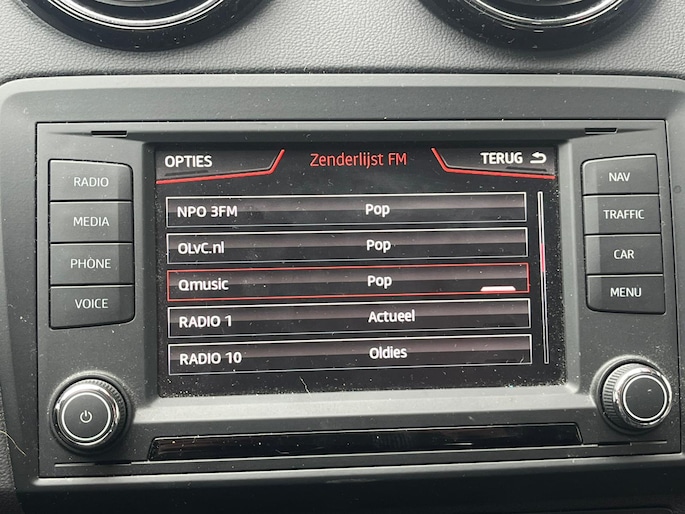 OPTIES Zenderlijst FM TERUG
RADIO
MEDIA
PHONE
VOICE
NPO 3FM Pop
OLVC.nl Pop
Qmusic Pop
RADIO 1 Actueel
RADIO 10 Oldies
NAV
TRAFFIC
CAR
MENU